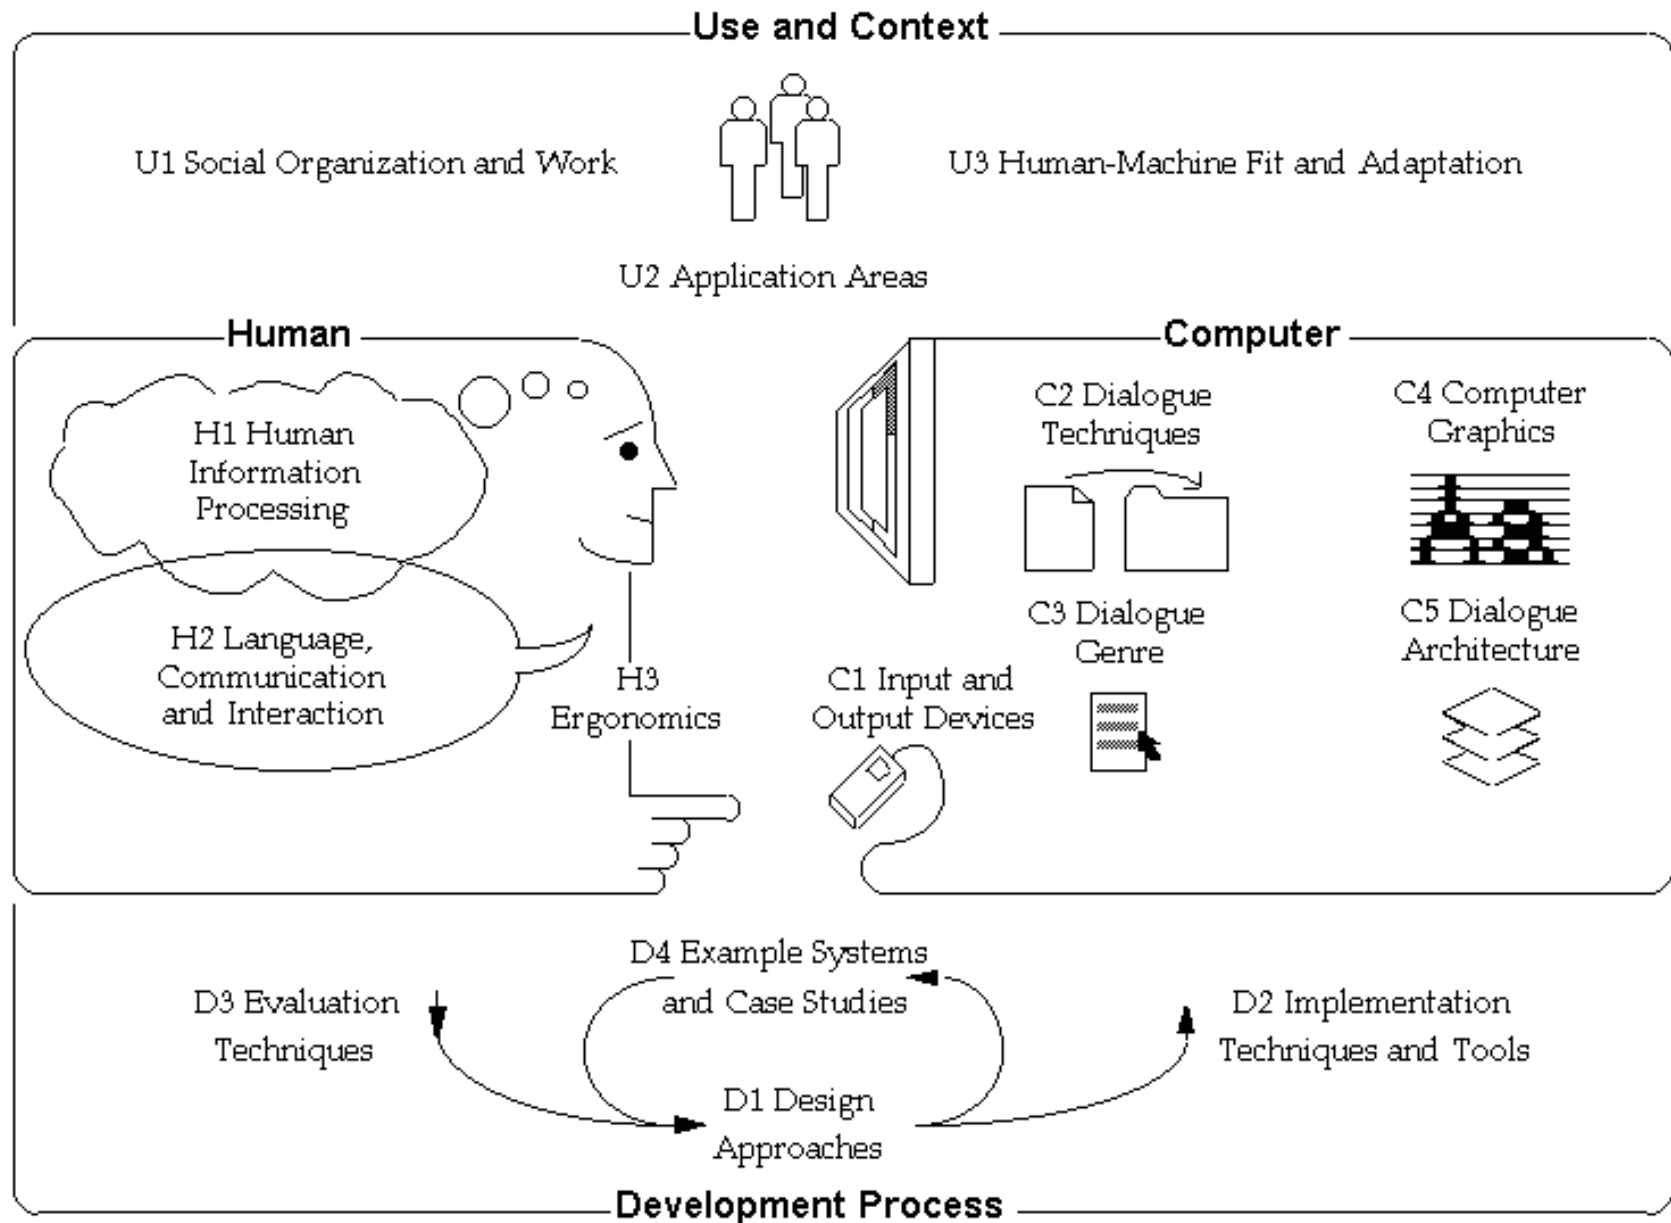 Use and Context
U1 Social Organization and Work
U3 Human-Machine Fit and Adaptation
U2 Application Areas
Human
H1 Human
Information
Processing
H2 Language,
Communication
and Interaction
H3
Ergonomics
Computer
C2 Dialogue
Techniques
C4 Computer
Graphics
C3 Dialogue
Genre
C5 Dialogue
Architecture
C1 Input and
Output Devices
D4 Example Systems
and Case Studies
D3 Evaluation
Techniques
D2 Implementation
Techniques and Tools
D1 Design
Approaches
Development Process